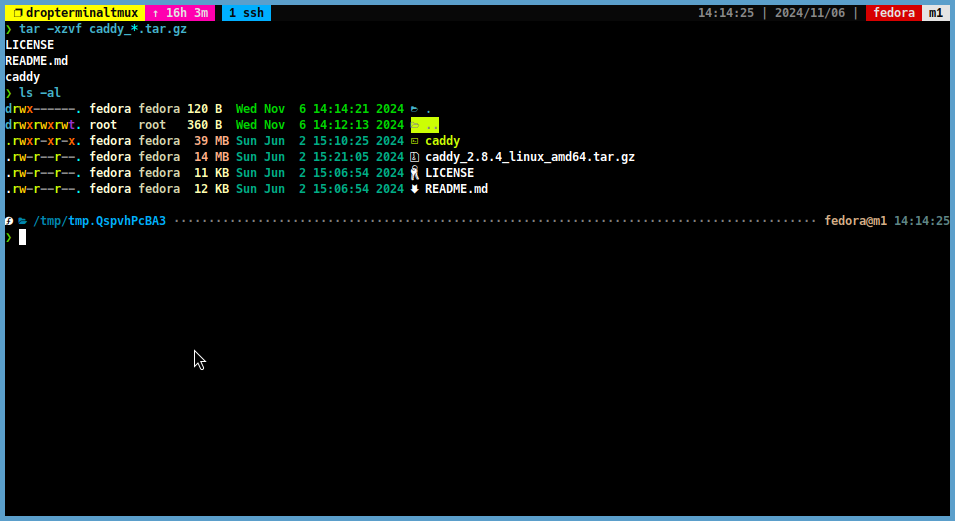 dropterminaltmux ↑ 16h 3m 1 ssh 14:14:25 | 2024/11/06 | fedora m1
❯ tar -xzvf caddy_*.tar.gz
LICENSE
README.md
caddy
❯ ls -al
drwx------. fedora fedora 120 B Wed Nov 6 14:14:21 2024 .
drwxrwxrwt. root root 360 B Wed Nov 6 14:12:13 2024 ..
.rwxr-xr-x. fedora fedora 39 MB Sun Jun 2 15:10:25 2024 caddy
.rw-r--r--. fedora fedora 14 MB Sun Jun 2 15:21:05 2024 caddy_2.8.4_linux_amd64.tar.gz
.rw-r--r--. fedora fedora 11 KB Sun Jun 2 15:06:54 2024 LICENSE
.rw-r--r--. fedora fedora 12 KB Sun Jun 2 15:06:54 2024 README.md
/tmp/tmp.QspvhPcBA3 ············································································ fedora@m1 14:14:25
❯